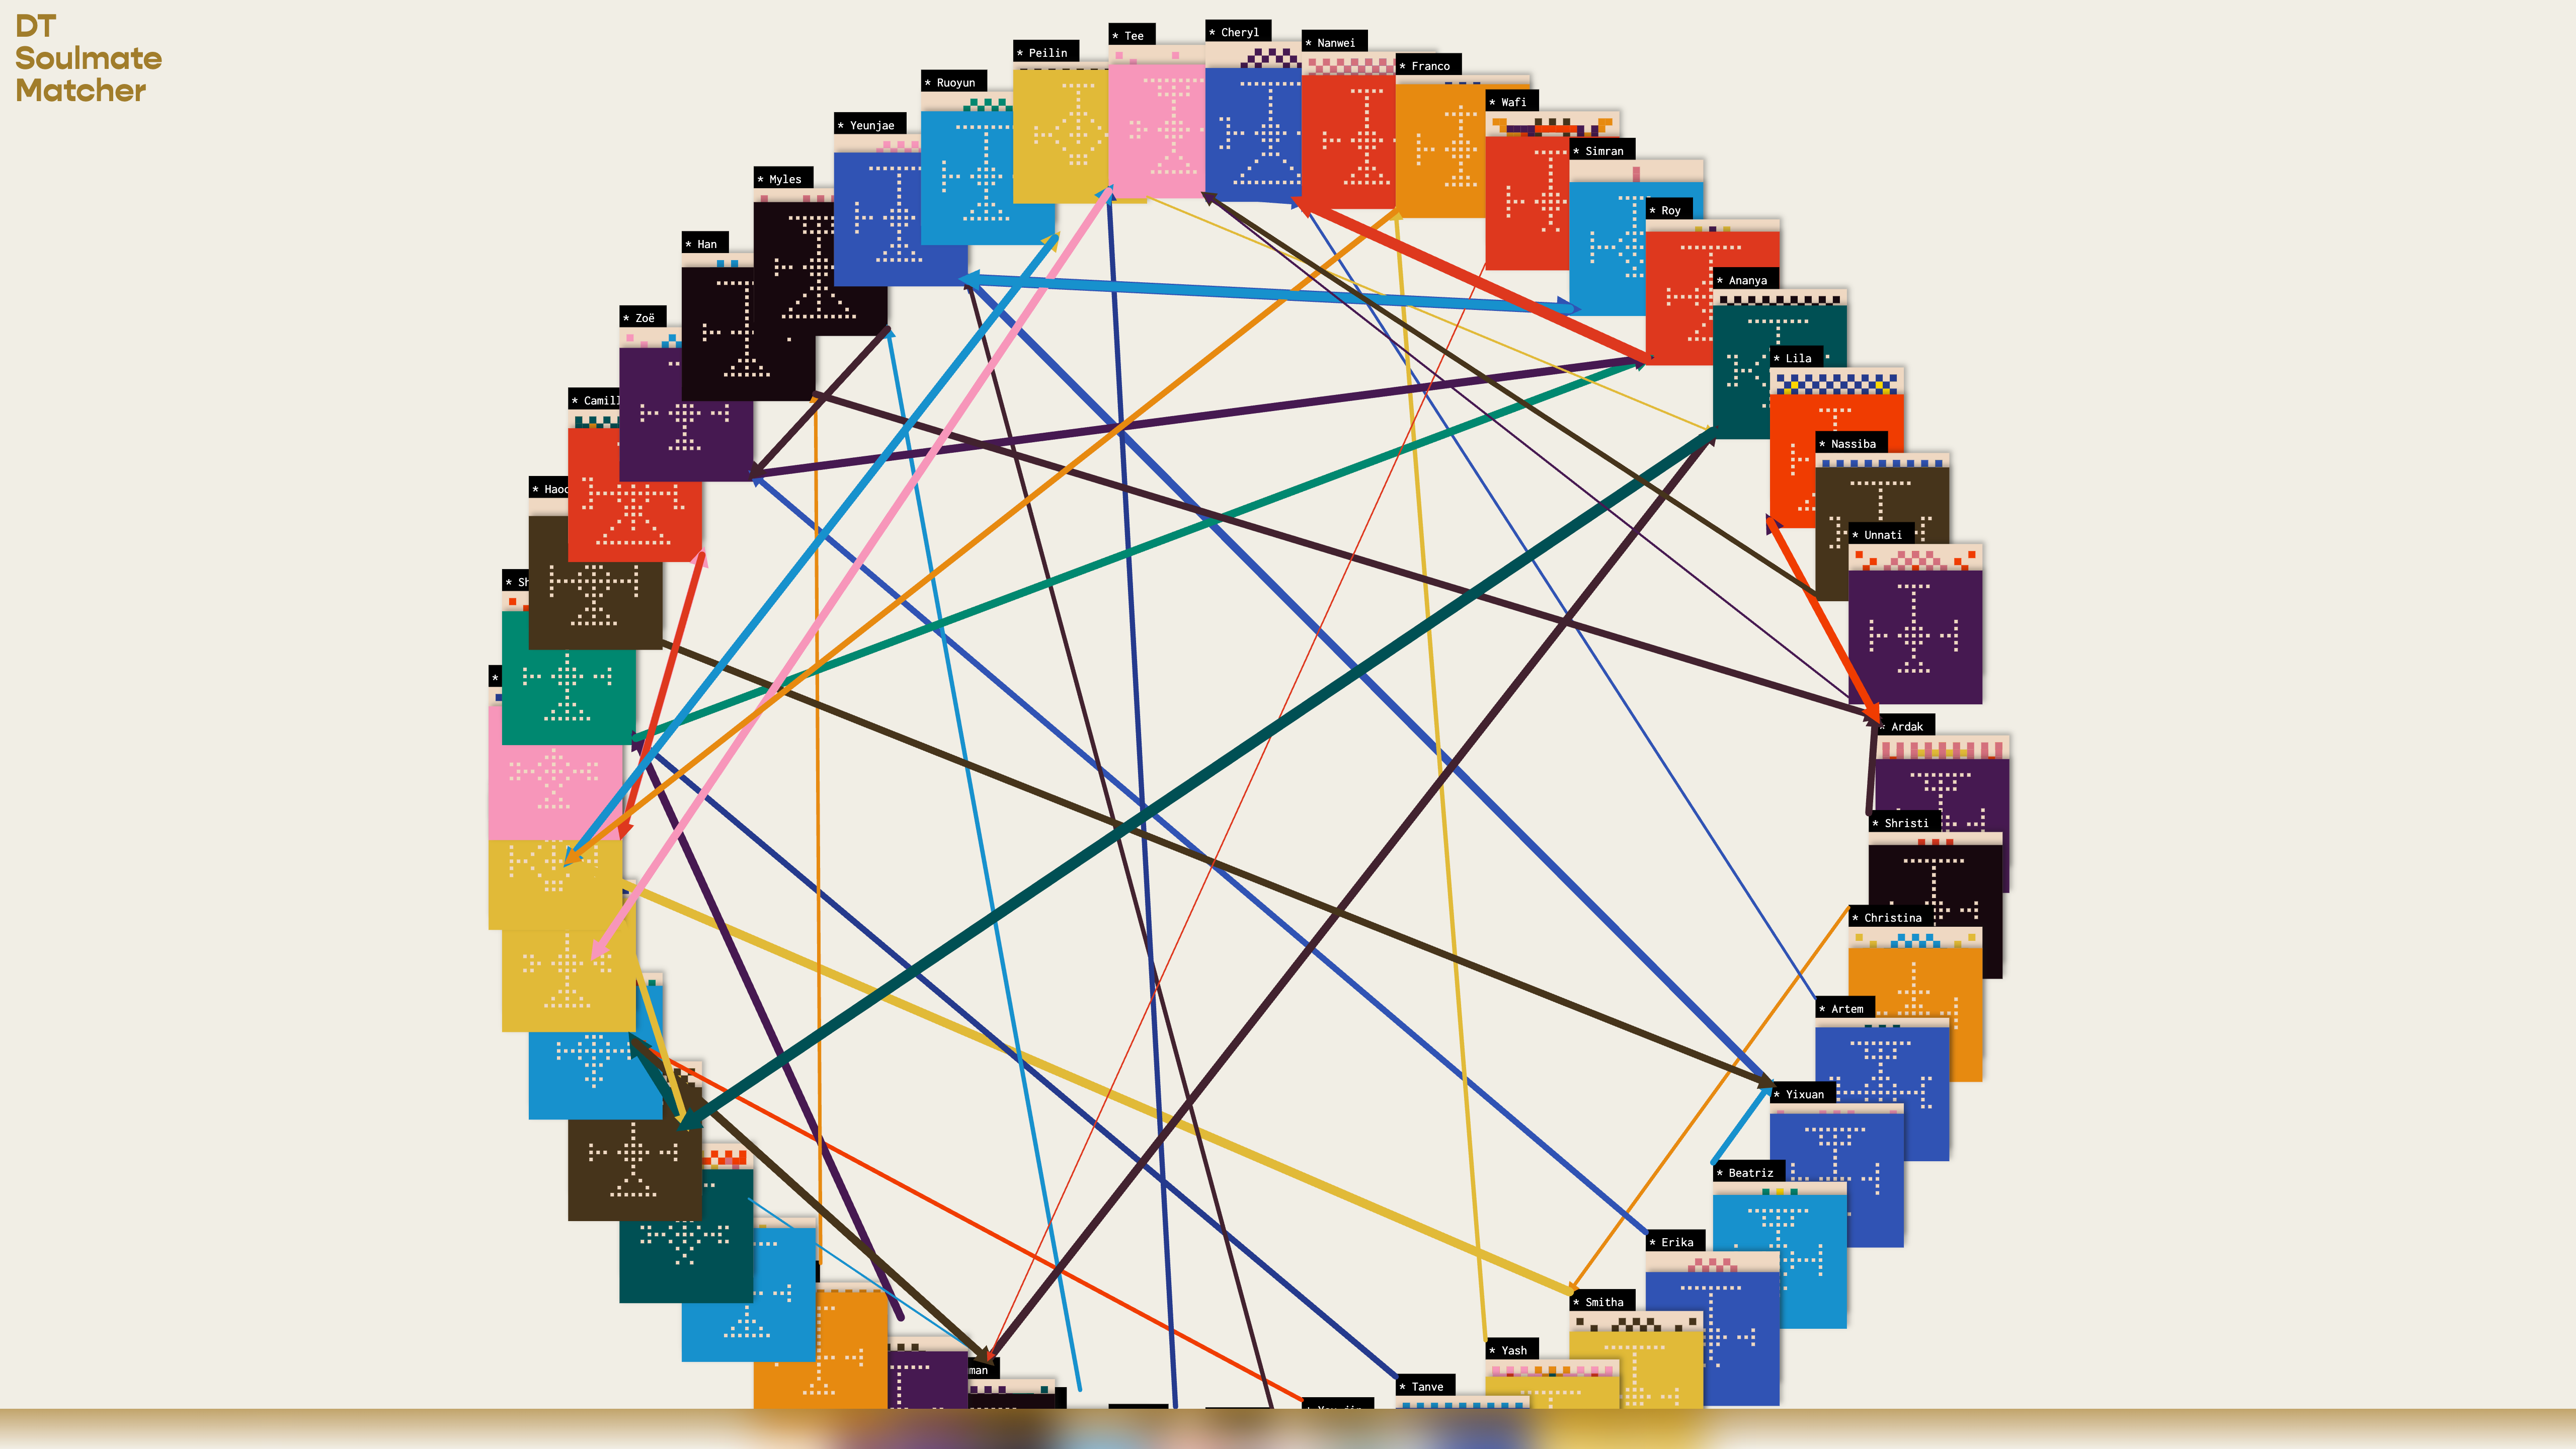 DT
Soulmate
Matcher
* Tee
* Cheryl
* Nanwei
* Peilin
* Franco
* Ruoyun
* Wafi
* Yeunjae
* Simran
* Myles
* Roy
* Han
* Ananya
* Zoë
* Lila
* Camill
* Nassiba
* Haoc
* Unnati
* Sh
*
* Ardak
* Shristi
* Christina
* Artem
* Yixuan
* Beatriz
* Erika
* Smitha
* Yash
man
* Tanve